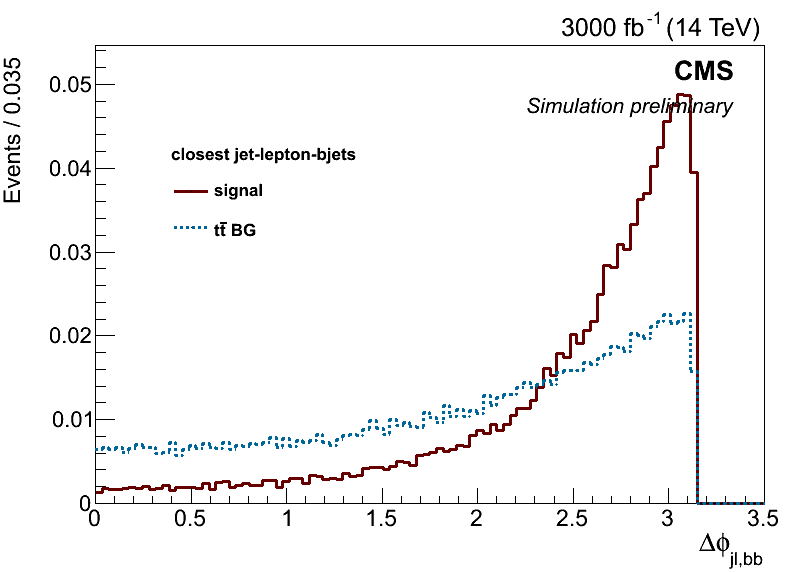 3000 fb⁻¹ (14 TeV)
CMS
Simulation preliminary
Events / 0.035
closest jet-lepton-bjets
signal
tt̄ BG
0.05
0.04
0.03
0.02
0.01
0
0 0.5 1 1.5 2 2.5 3 3.5
Δϕjl,bb